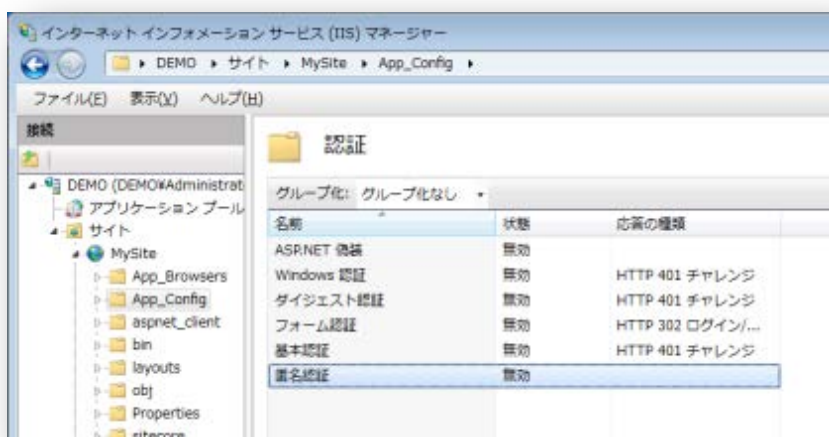 インターネット インフォメーション サービス (IIS) マネージャー
DEMO サイト MySite App_Config
ファイル(E) 表示(V) ヘルプ(H)
接続
認証
DEMO (DEMO¥Administrat
アプリケーション プール
サイト
MySite
App_Browsers
App_Config
aspnet_client
bin
layouts
obj
Properties
sitecore
グループ化: グループ化なし
名前 状態 応答の種類
ASP.NET 偽装 無効
Windows 認証 無効 HTTP 401 チャレンジ
ダイジェスト認証 無効 HTTP 401 チャレンジ
フォーム認証 無効 HTTP 302 ログイン/...
基本認証 無効 HTTP 401 チャレンジ
匿名認証 無効